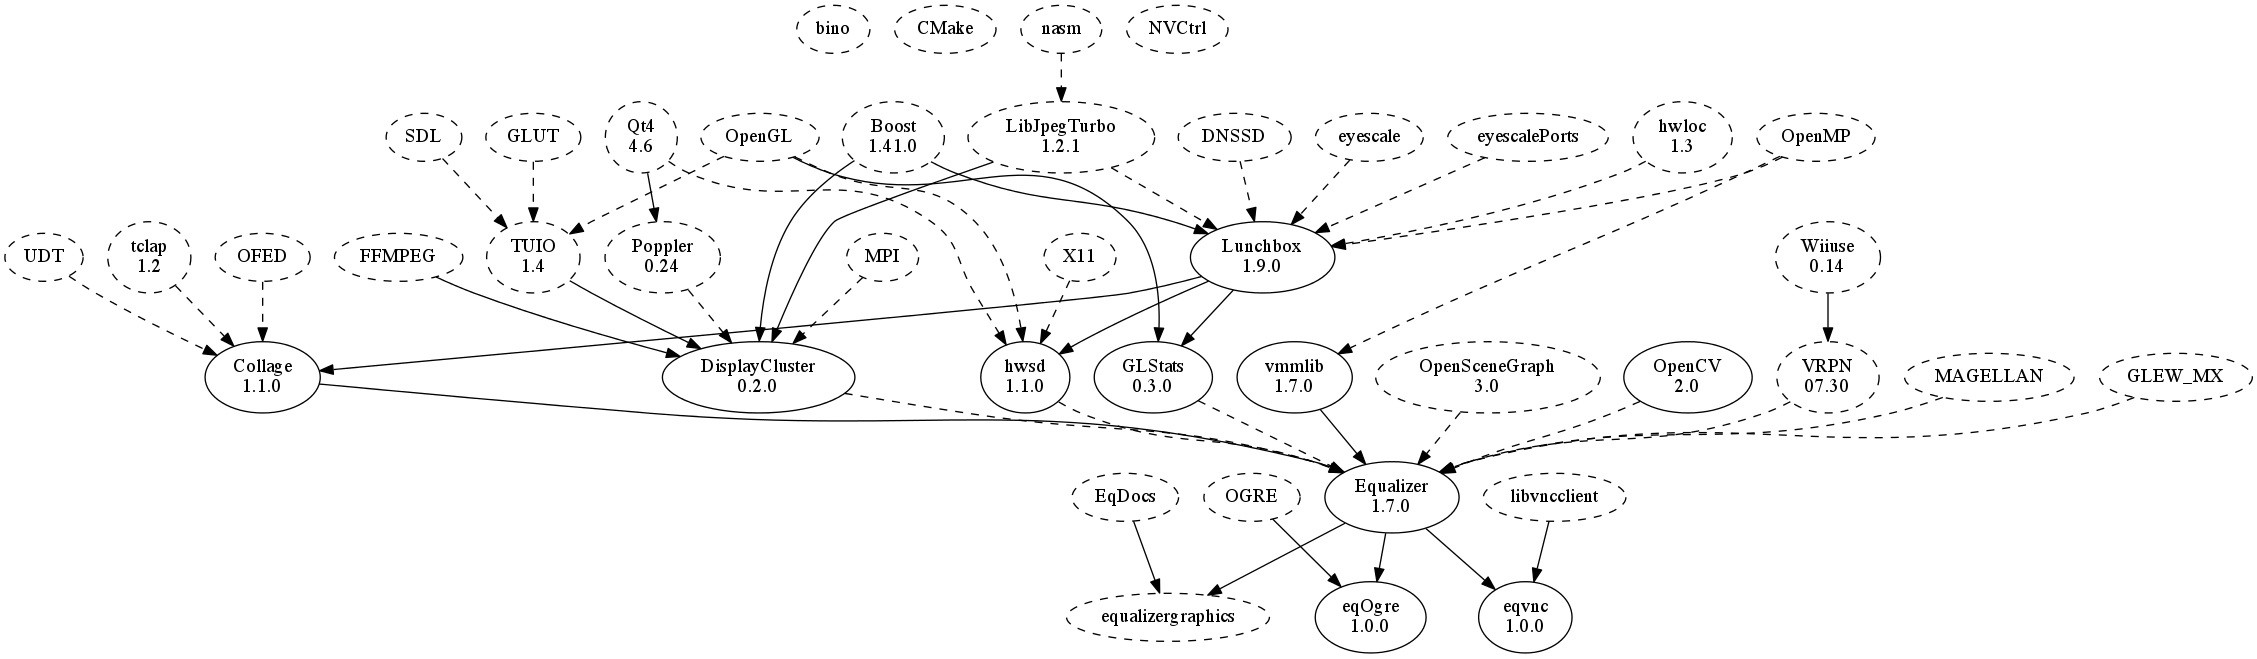 bino
CMake
nasm
NVCtrl
SDL
GLUT
Qt4
4.6
OpenGL
Boost
1.41.0
LibJpegTurbo
1.2.1
DNSSD
eyescale
eyescalePorts
hwloc
1.3
OpenMP
UDT
tclap
1.2
OFED
FFMPEG
TUIO
1.4
Poppler
0.24
MPI
X11
Lunchbox
1.9.0
Wiiuse
0.14
Collage
1.1.0
DisplayCluster
0.2.0
hwsd
1.1.0
GLStats
0.3.0
vmmlib
1.7.0
OpenSceneGraph
3.0
OpenCV
2.0
VRPN
07.30
MAGELLAN
GLEW_MX
EqDocs
OGRE
Equalizer
1.7.0
libvncclient
equalizergraphics
eqOgre
1.0.0
eqvnc
1.0.0